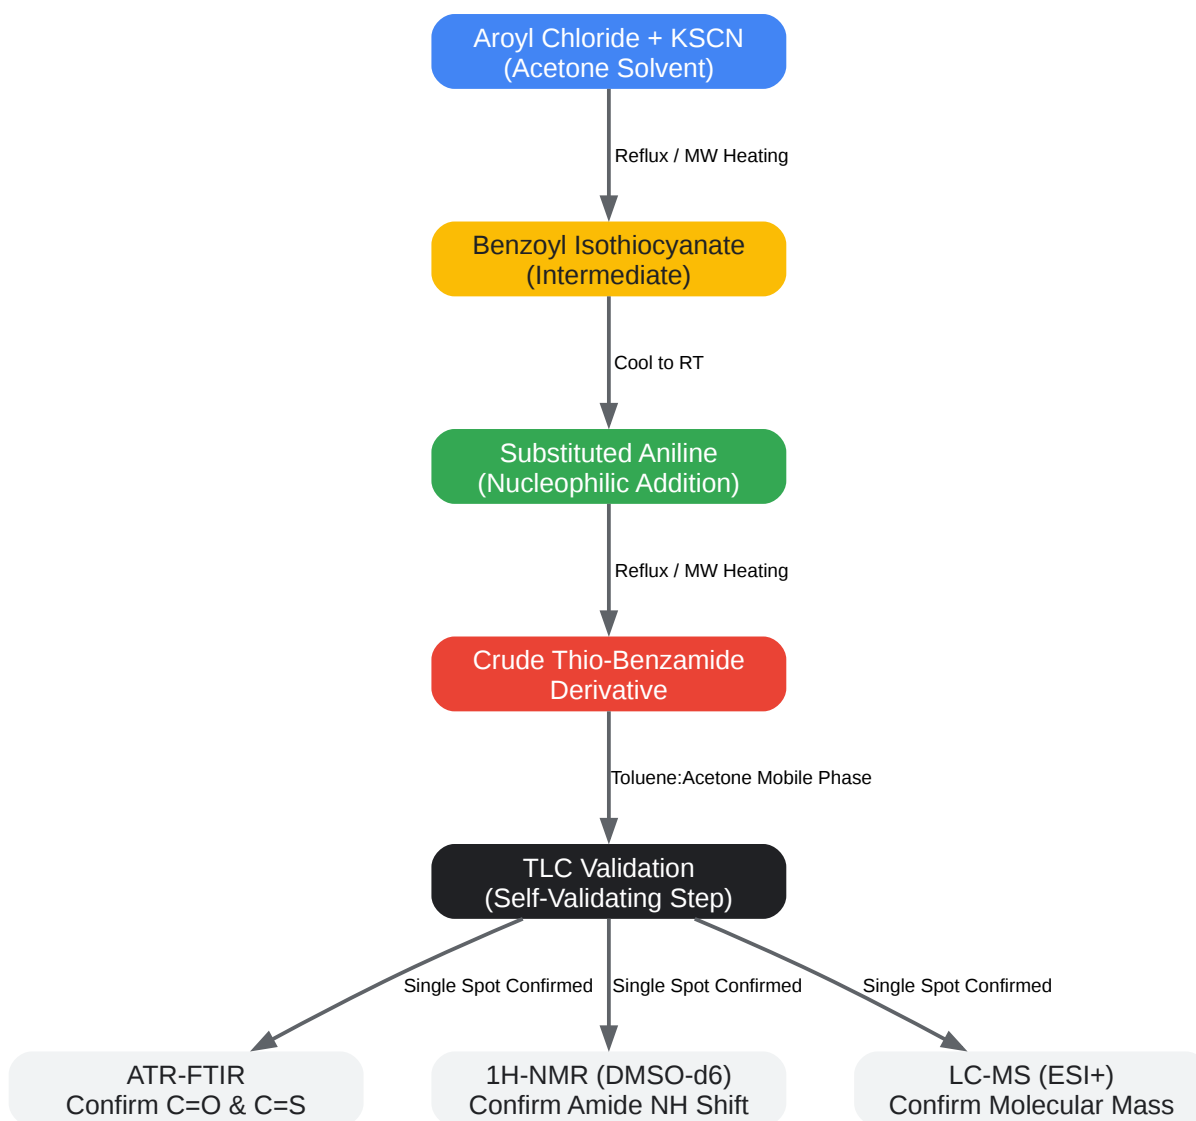 Aroyl Chloride + KSCN
(Acetone Solvent)
Reflux / MW Heating
Benzoyl Isothiocyanate
(Intermediate)
Cool to RT
Substituted Aniline
(Nucleophilic Addition)
Reflux / MW Heating
Crude Thio-Benzamide
Derivative
Toluene:Acetone Mobile Phase
TLC Validation
(Self-Validating Step)
Single Spot Confirmed
Single Spot Confirmed
Single Spot Confirmed
ATR-FTIR
Confirm C=O & C=S
1H-NMR (DMSO-d6)
Confirm Amide NH Shift
LC-MS (ESI+)
Confirm Molecular Mass